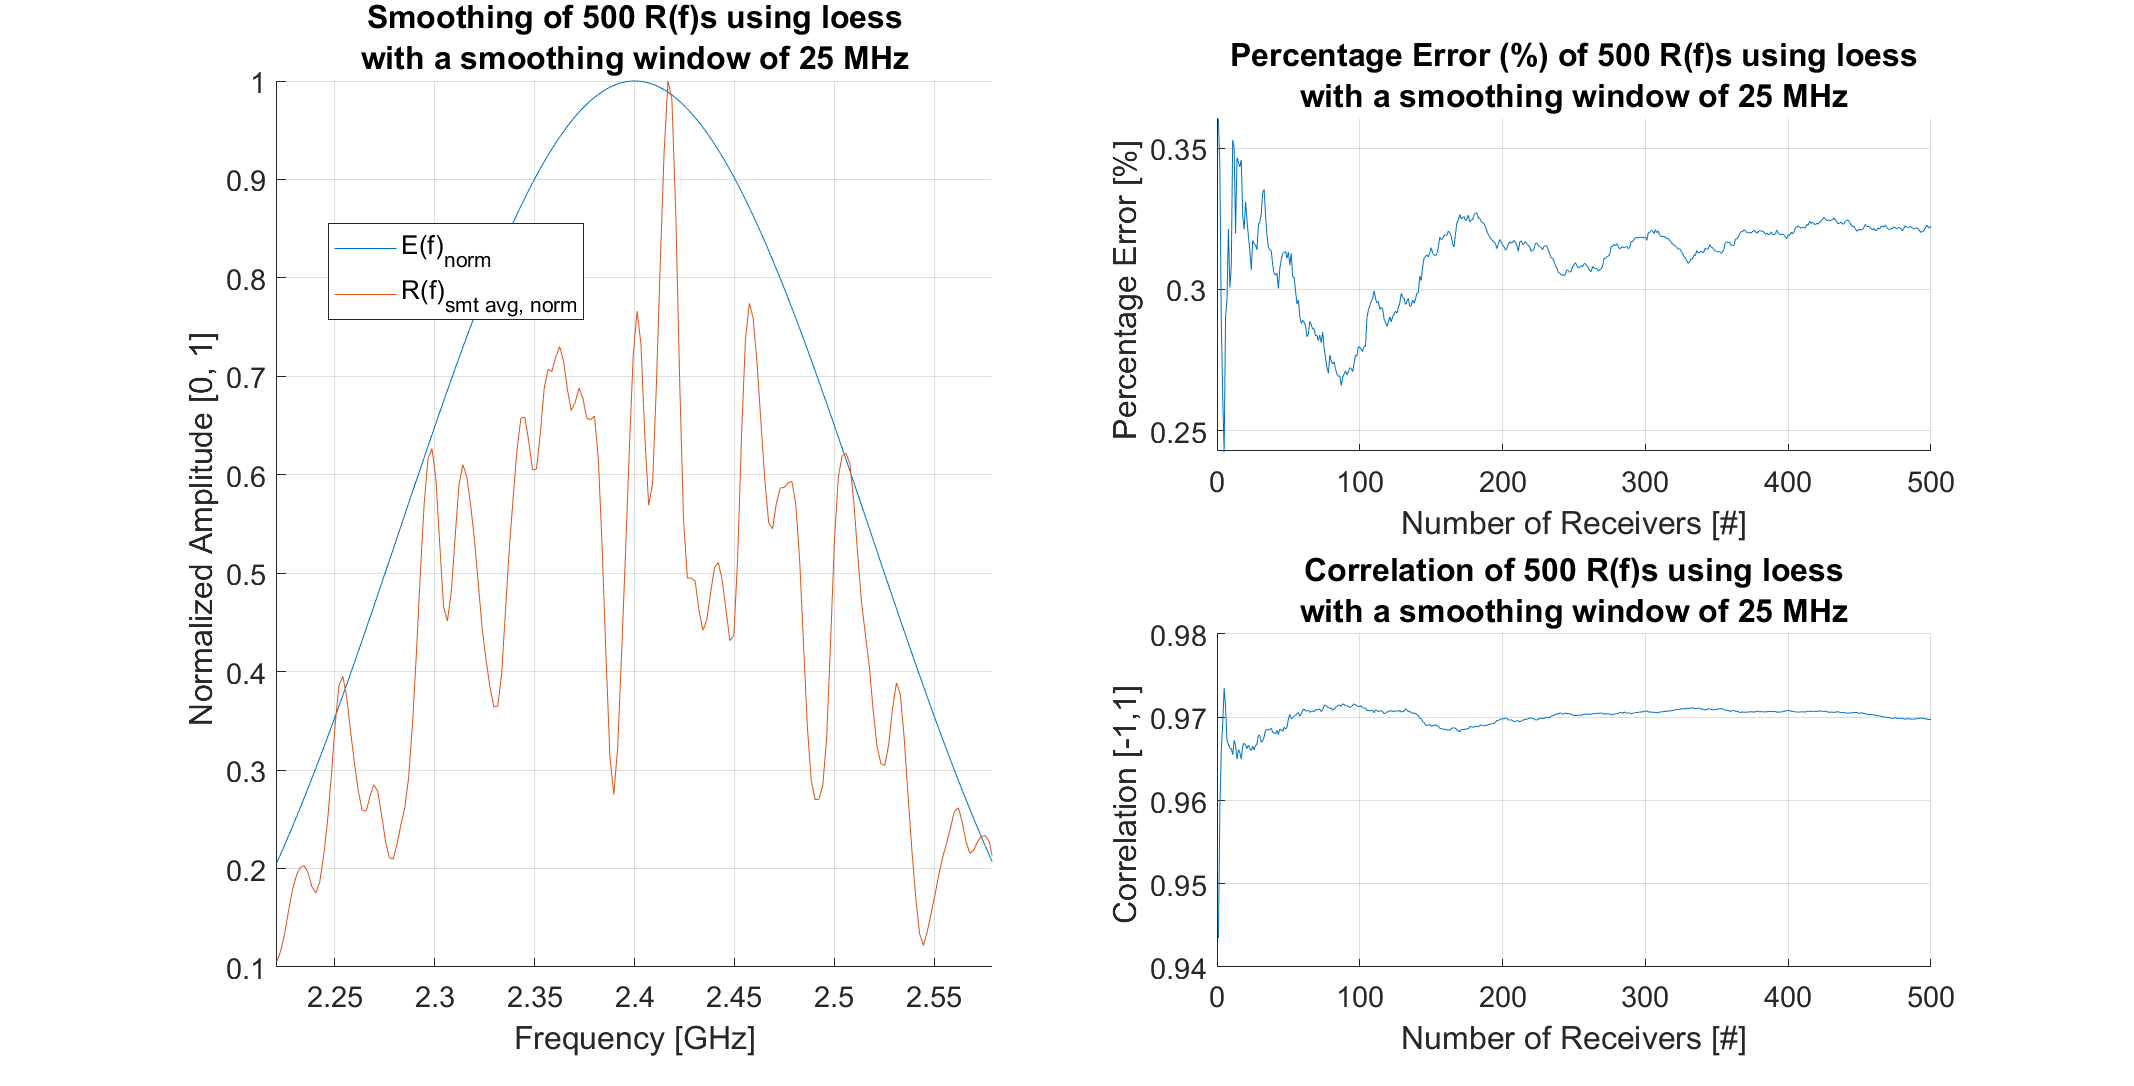 Smoothing of 500 R(f)s using loess
with a smoothing window of 25 MHz
1
0.9
0.8
0.7
0.6
0.5
0.4
0.3
0.2
0.1
Normalized Amplitude [0, 1]
E(f)norm
R(f)smt avg, norm
2.25 2.3 2.35 2.4 2.45 2.5 2.55
Frequency [GHz]
Percentage Error (%) of 500 R(f)s using loess
with a smoothing window of 25 MHz
0.35
0.3
0.25
Percentage Error [%]
0 100 200 300 400 500
Number of Receivers [#]
Correlation of 500 R(f)s using loess
with a smoothing window of 25 MHz
0.98
0.97
0.96
0.95
0.94
Correlation [-1,1]
0 100 200 300 400 500
Number of Receivers [#]